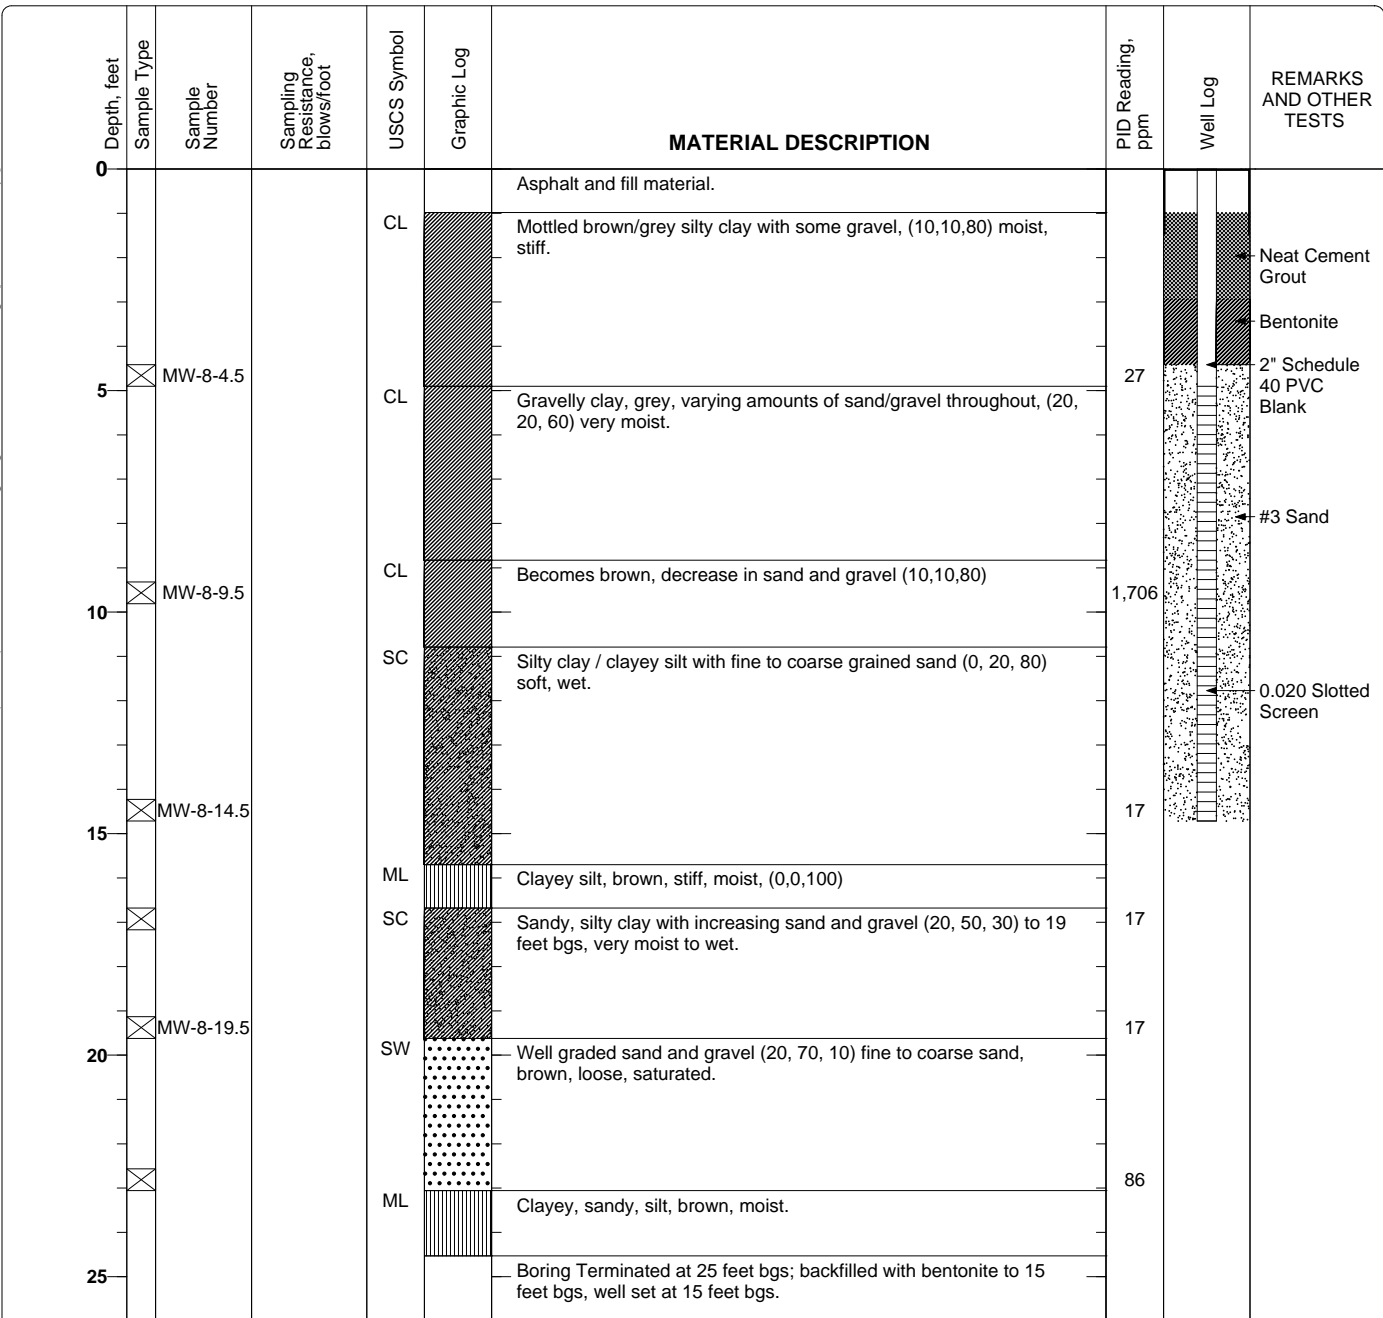 Depth, feet
Sample Type
Sample
Number
Sampling
Resistance,
blows/foot
USCS Symbol
Graphic Log
MATERIAL DESCRIPTION
PID Reading,
ppm
Well Log
REMARKS
AND OTHER
TESTS
0
Asphalt and fill material.
CL
Mottled brown/grey silty clay with some gravel, (10,10,80) moist,
stiff.
Neat Cement
Grout
Bentonite
2" Schedule
40 PVC
Blank
MW-8-4.5
27
5
CL
Gravelly clay, grey, varying amounts of sand/gravel throughout, (20,
20, 60) very moist.
#3 Sand
CL
Becomes brown, decrease in sand and gravel (10,10,80)
MW-8-9.5
1,706
10
SC
Silty clay / clayey silt with fine to coarse grained sand (0, 20, 80)
soft, wet.
0.020 Slotted
Screen
MW-8-14.5
17
15
ML
Clayey silt, brown, stiff, moist, (0,0,100)
SC
Sandy, silty clay with increasing sand and gravel (20, 50, 30) to 19
feet bgs, very moist to wet.
17
MW-8-19.5
17
20
SW
Well graded sand and gravel (20, 70, 10) fine to coarse sand,
brown, loose, saturated.
86
ML
Clayey, sandy, silt, brown, moist.
25
Boring Terminated at 25 feet bgs; backfilled with bentonite to 15
feet bgs, well set at 15 feet bgs.